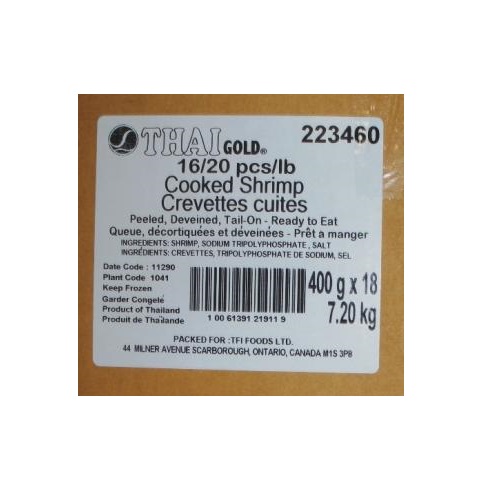 THAI GOLD® 223460
16/20 pcs/lb
Cooked Shrimp
Crevettes cuites
Peeled, Deveined, Tail-On - Ready to Eat
Queue, décortiquées et déveinées - Prêt à manger
INGREDIENTS: SHRIMP, SODIUM TRIPOLYPHOSPHATE , SALT
INGRÉDIENTS: CREVETTES, TRIPOLYPHOSPHATE DE SODIUM, SEL
Date Code : 11290
Plant Code 1041
Keep Frozen
Garder Congelé
Product of Thailand
Produit de Thaïlande
1 00 61391 21911 9
400 g x 18
7.20 kg
PACKED FOR :TFI FOODS LTD.
44 MILNER AVENUE SCARBOROUGH, ONTARIO, CANADA M1S 3P8